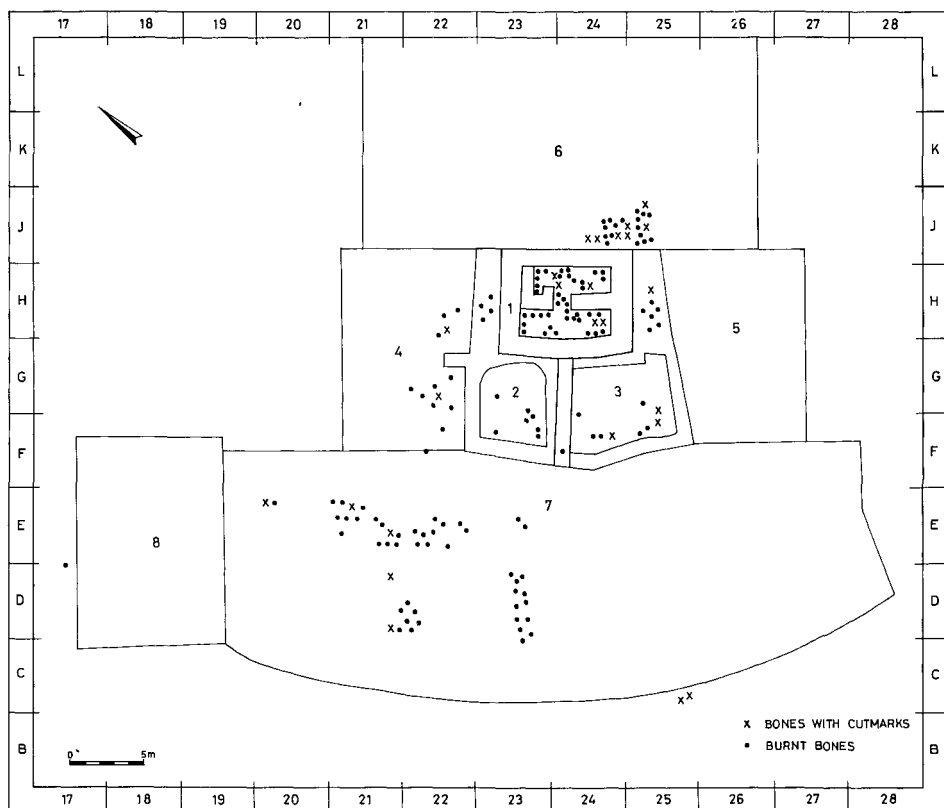 17 18 19 20 21 22 23 24 25 26 27 28
L L
K 6 K
J J
H 1 H
4 5
G 2 3 G
F F
7
E E
8
D D
C C
X BONES WITH CUTMARKS
• BURNT BONES
B B
0 5m
17 18 19 20 21 22 23 24 25 26 27 28